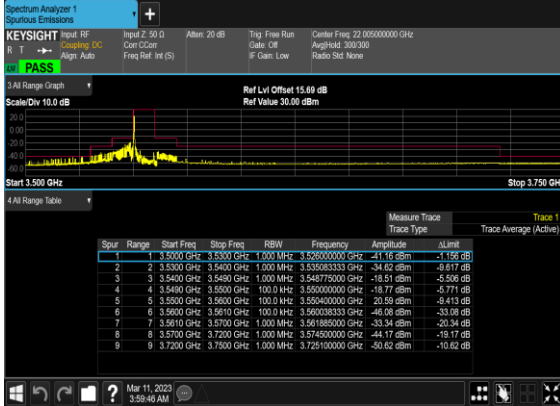 Spectrum Analyzer 1
Spurious Emissions
+
KEYSIGHT Input: RF Input Z: 50 Ω Atten: 20 dB Trig: Free Run Center Freq: 22.005000000 GHz
R T Coupling: DC Corr CCorr Gate: Off Avg|Hold: 300/300
Align: Auto Freq Ref: Int (S) IF Gain: Low Radio Std: None
PASS
3 All Range Graph Ref Lvl Offset 15.69 dB
Scale/Div 10.0 dB Ref Value 30.00 dBm
20.0
0.00
-20.0
-40.0
-60.0
Start 3.500 GHz Stop 3.750 GH
4 All Range Table
Measure Trace Trace 1
Trace Type Trace Average (Active)
Spur Range Start Freq Stop Freq RBW Frequency Amplitude ΔLimit
1 1 3.5000 GHz 3.5300 GHz 1.000 MHz 3.526000000 GHz -41.16 dBm -1.156 dB
2 2 3.5300 GHz 3.5400 GHz 1.000 MHz 3.535083333 GHz -34.62 dBm -9.617 dB
3 3 3.5400 GHz 3.5490 GHz 1.000 MHz 3.548775000 GHz -18.51 dBm -5.506 dB
4 4 3.5490 GHz 3.5500 GHz 100.0 kHz 3.550000000 GHz -18.77 dBm -5.771 dB
5 5 3.5500 GHz 3.5600 GHz 100.0 kHz 3.550400000 GHz 20.59 dBm -9.413 dB
6 6 3.5600 GHz 3.5610 GHz 100.0 kHz 3.560038333 GHz -46.08 dBm -33.08 dB
7 7 3.5610 GHz 3.5700 GHz 1.000 MHz 3.561885000 GHz -33.34 dBm -20.34 dB
8 8 3.5700 GHz 3.7200 GHz 1.000 MHz 3.574500000 GHz -44.17 dBm -19.17 dB
9 9 3.7200 GHz 3.7500 GHz 1.000 MHz 3.725100000 GHz -50.62 dBm -10.62 dB
? Mar 11, 2023
3:59:46 AM